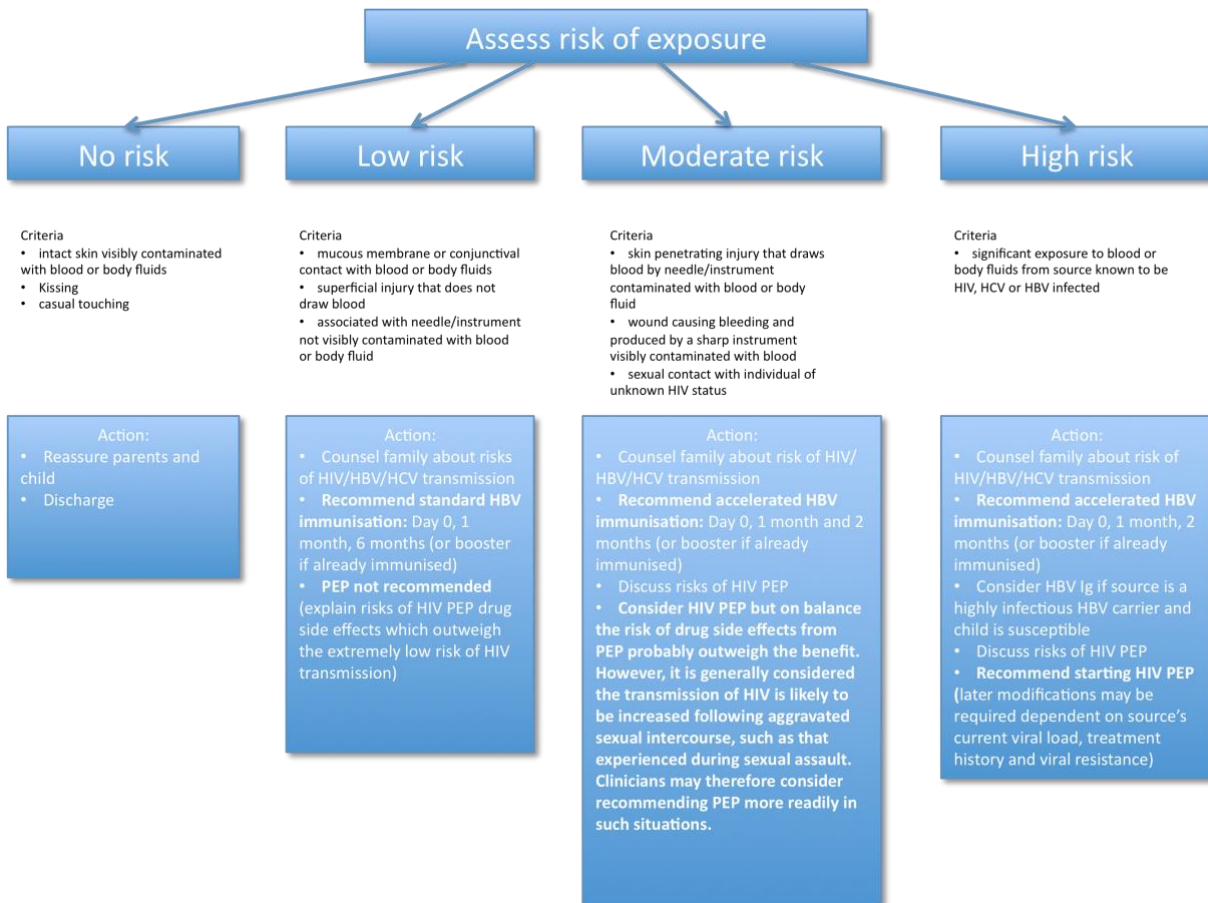 Assess risk of exposure
No risk
Low risk
Moderate risk
High risk
Criteria
• intact skin visibly contaminated
with blood or body fluids
• Kissing
• casual touching
Criteria
• mucous membrane or conjunctival
contact with blood or body fluids
• superficial injury that does not
draw blood
• associated with needle/instrument
not visibly contaminated with blood
or body fluid
Criteria
• skin penetrating injury that draws
blood by needle/instrument
contaminated with blood or body
fluid
• wound causing bleeding and
produced by a sharp instrument
visibly contaminated with blood
• sexual contact with individual of
unknown HIV status
Criteria
• significant exposure to blood or
body fluids from source known to be
HIV, HCV or HBV infected
Action:
• Reassure parents and
child
• Discharge
Action:
• Counsel family about risks
of HIV/HBV/HCV transmission
• Recommend standard HBV
immunisation: Day 0, 1
month, 6 months (or booster
if already immunised)
• PEP not recommended
(explain risks of HIV PEP drug
side effects which outweigh
the extremely low risk of HIV
transmission)
Action:
• Counsel family about risk of HIV/
HBV/HCV transmission
• Recommend accelerated HBV
immunisation: Day 0, 1 month and 2
months (or booster if already
immunised)
• Discuss risks of HIV PEP
• Consider HIV PEP but on balance
the risk of drug side effects from
PEP probably outweigh the benefit.
However, it is generally considered
the transmission of HIV is likely to
be increased following aggravated
sexual intercourse, such as that
experienced during sexual assault.
Clinicians may therefore consider
recommending PEP more readily in
such situations.
Action:
• Counsel family about risk of
HIV/HBV/HCV transmission
• Recommend accelerated HBV
immunisation: Day 0, 1 month, 2
months (or booster if already
immunised)
• Consider HBV Ig if source is a
highly infectious HBV carrier and
child is susceptible
• Discuss risks of HIV PEP
• Recommend starting HIV PEP
(later modifications may be
required dependent on source's
current viral load, treatment
history and viral resistance)